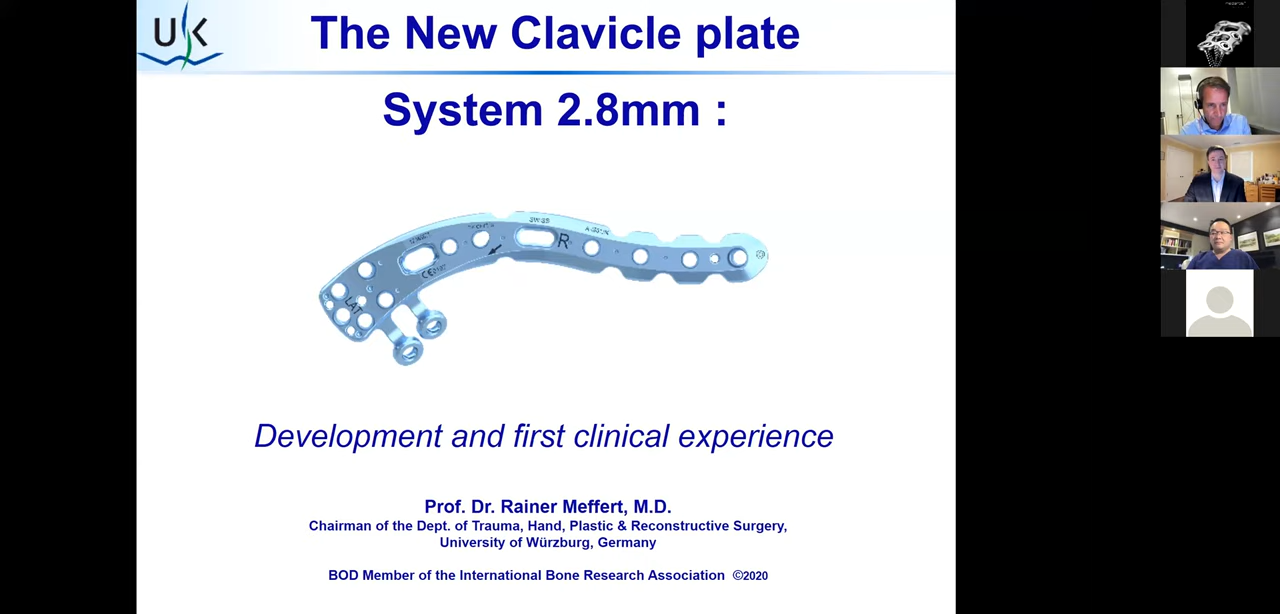 UK
The New Clavicle plate
System 2.8mm :
R
LAT
Development and first clinical experience
Prof. Dr. Rainer Meffert, M.D.
Chairman of the Dept. of Trauma, Hand, Plastic & Reconstructive Surgery,
University of Würzburg, Germany
BOD Member of the International Bone Research Association ©2020